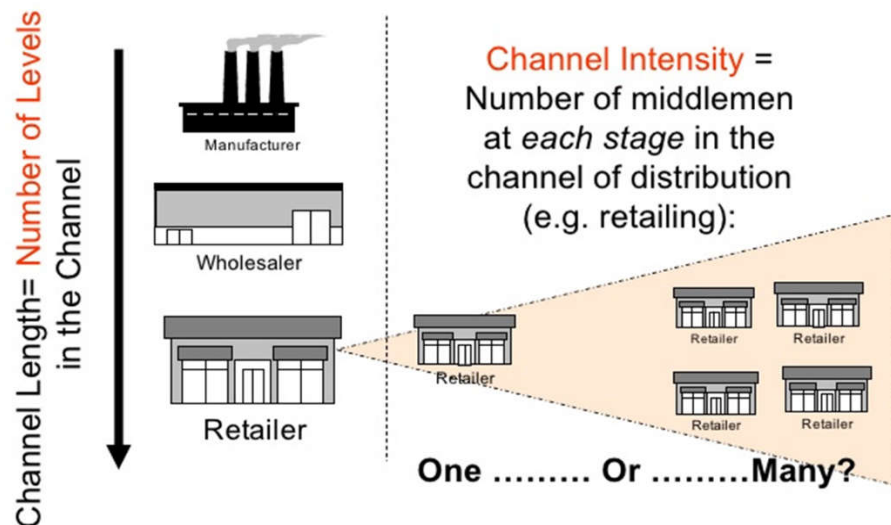 Channel Length= Number of Levels
in the Channel
Manufacturer
Wholesaler
Retailer
Channel Intensity =
Number of middlemen
at each stage in the
channel of distribution
(e.g. retailing):
Retailer
Retailer
Retailer
Retailer
Retailer
One ......... Or .........Many?